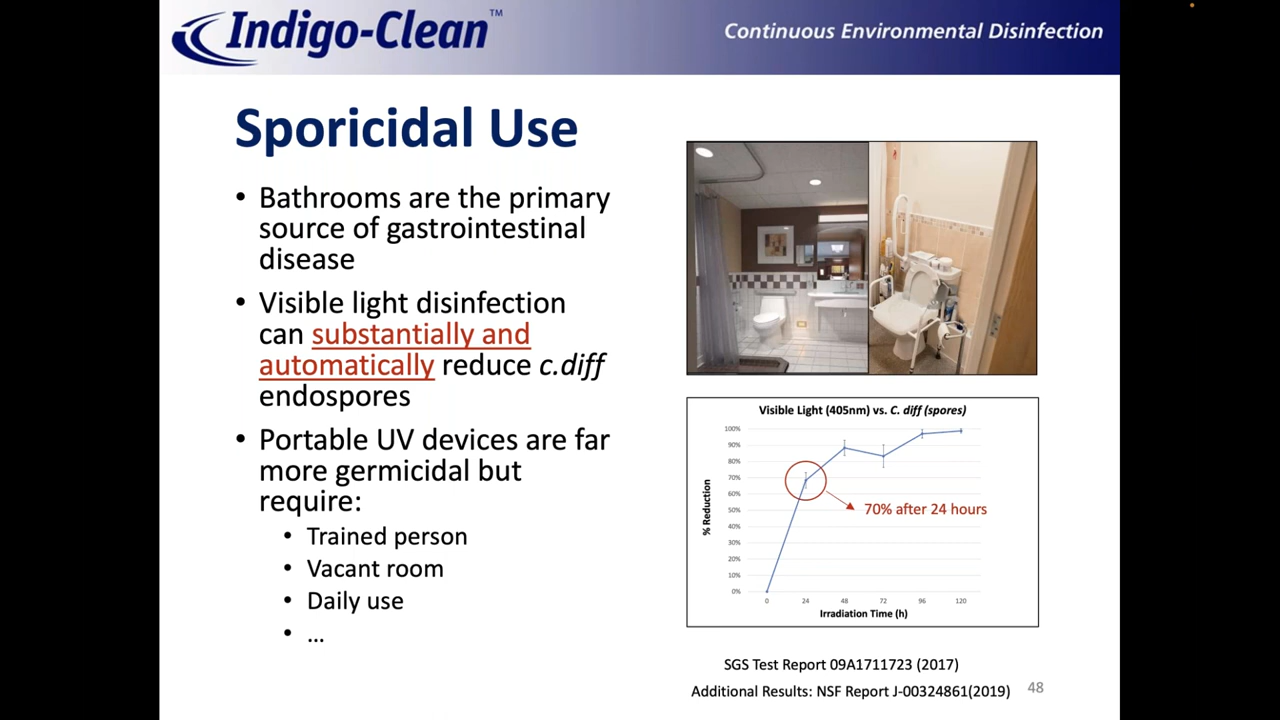 Indigo-Clean™
Continuous Environmental Disinfection
Sporicidal Use
• Bathrooms are the primary
source of gastrointestinal
disease
• Visible light disinfection
can substantially and
automatically reduce c.diff
endospores
• Portable UV devices are far
more germicidal but
require:
• Trained person
• Vacant room
• Daily use
• ...
Visible Light (405nm) vs. C. diff (spores)
% Reduction
100%
90%
80%
70%
60%
50%
40%
30%
20%
10%
0%
70% after 24 hours
0 24 48 72 96 120
Irradiation Time (h)
SGS Test Report 09A1711723 (2017)
Additional Results: NSF Report J-00324861(2019)
48